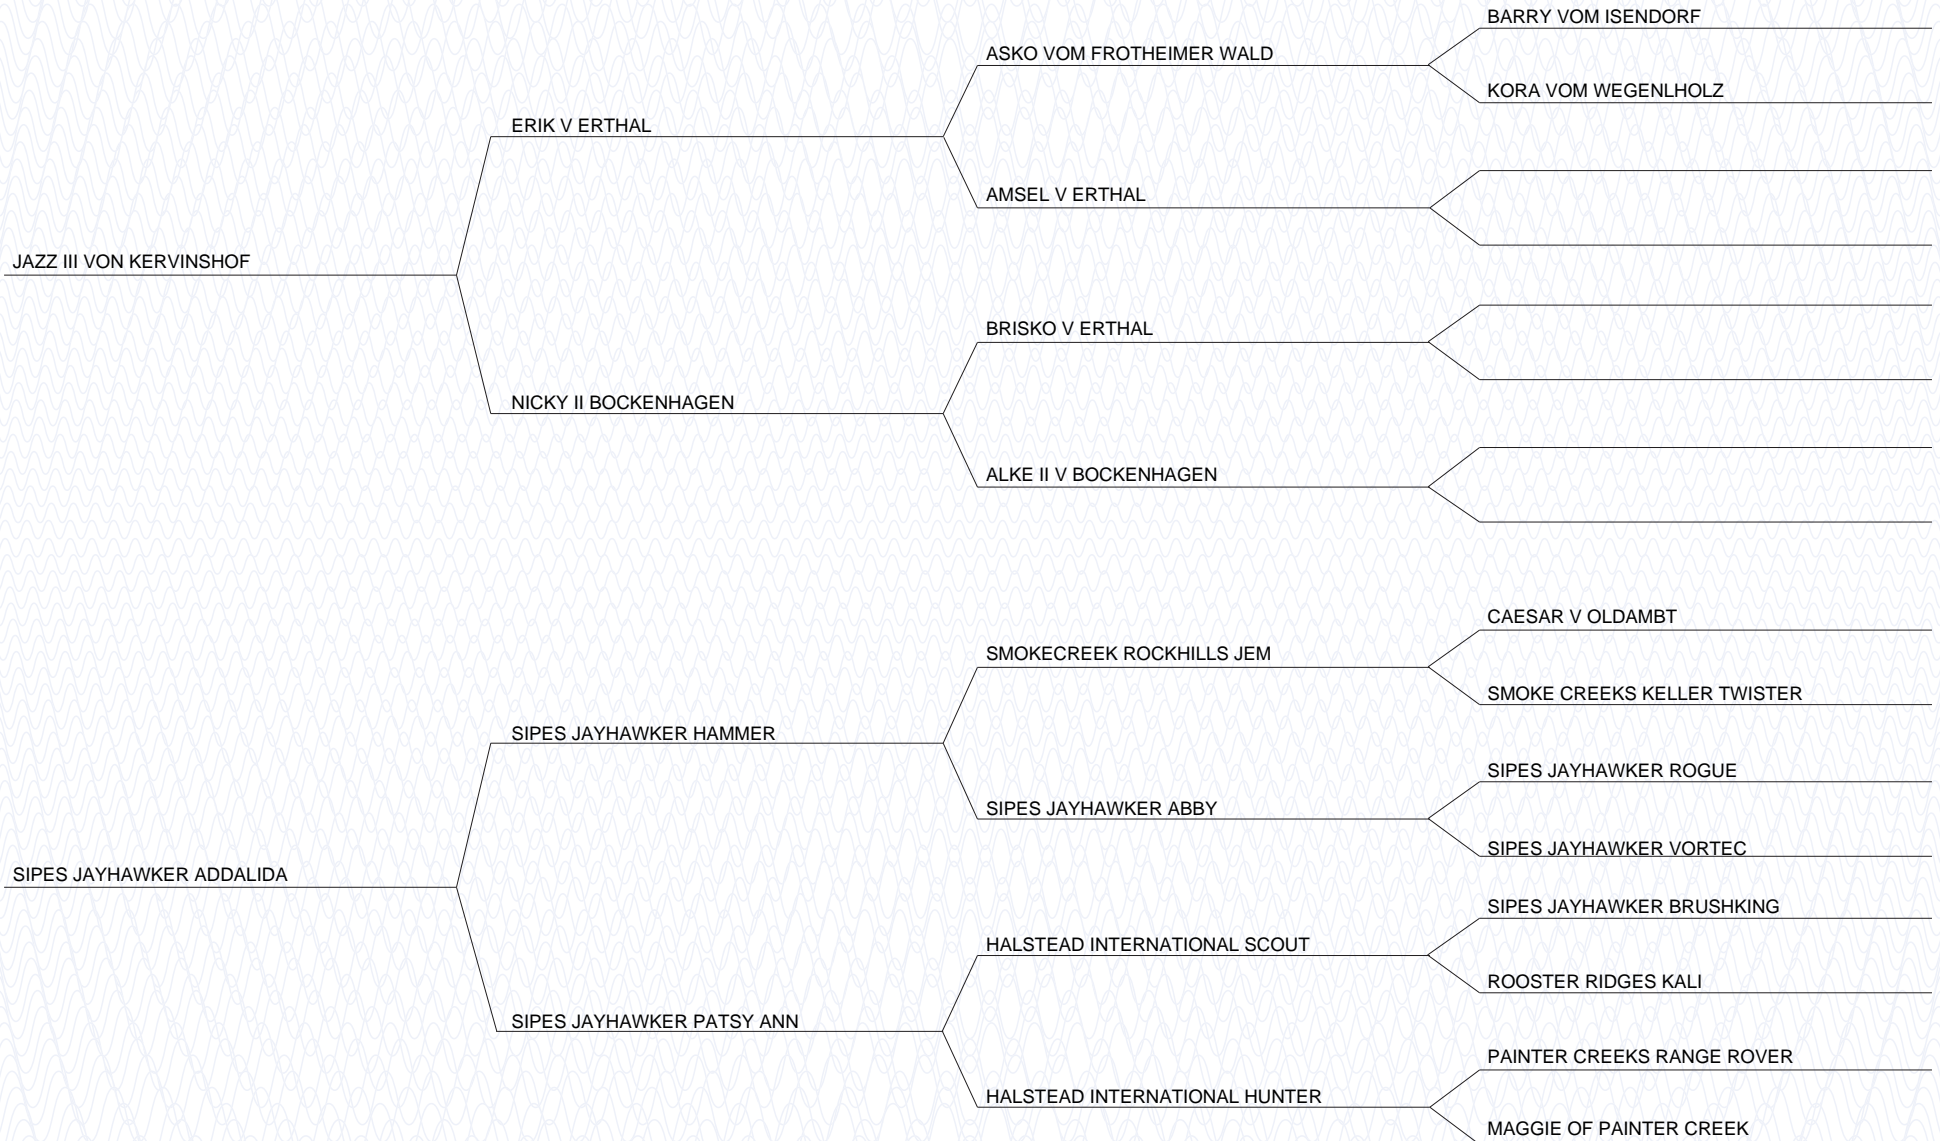 BARRY VOM ISENDORF
ASKO VOM FROTHEIMER WALD
KORA VOM WEGENLHOLZ
ERIK V ERTHAL
AMSEL V ERTHAL
JAZZ III VON KERVINSHOF
BRISKO V ERTHAL
NICKY II BOCKENHAGEN
ALKE II V BOCKENHAGEN
CAESAR V OLDAMBT
SMOKECREEK ROCKHILLS JEM
SMOKE CREEKS KELLER TWISTER
SIPES JAYHAWKER HAMMER
SIPES JAYHAWKER ROGUE
SIPES JAYHAWKER ABBY
SIPES JAYHAWKER VORTEC
SIPES JAYHAWKER ADDALIDA
SIPES JAYHAWKER BRUSHKING
HALSTEAD INTERNATIONAL SCOUT
ROOSTER RIDGES KALI
SIPES JAYHAWKER PATSY ANN
PAINTER CREEKS RANGE ROVER
HALSTEAD INTERNATIONAL HUNTER
MAGGIE OF PAINTER CREEK